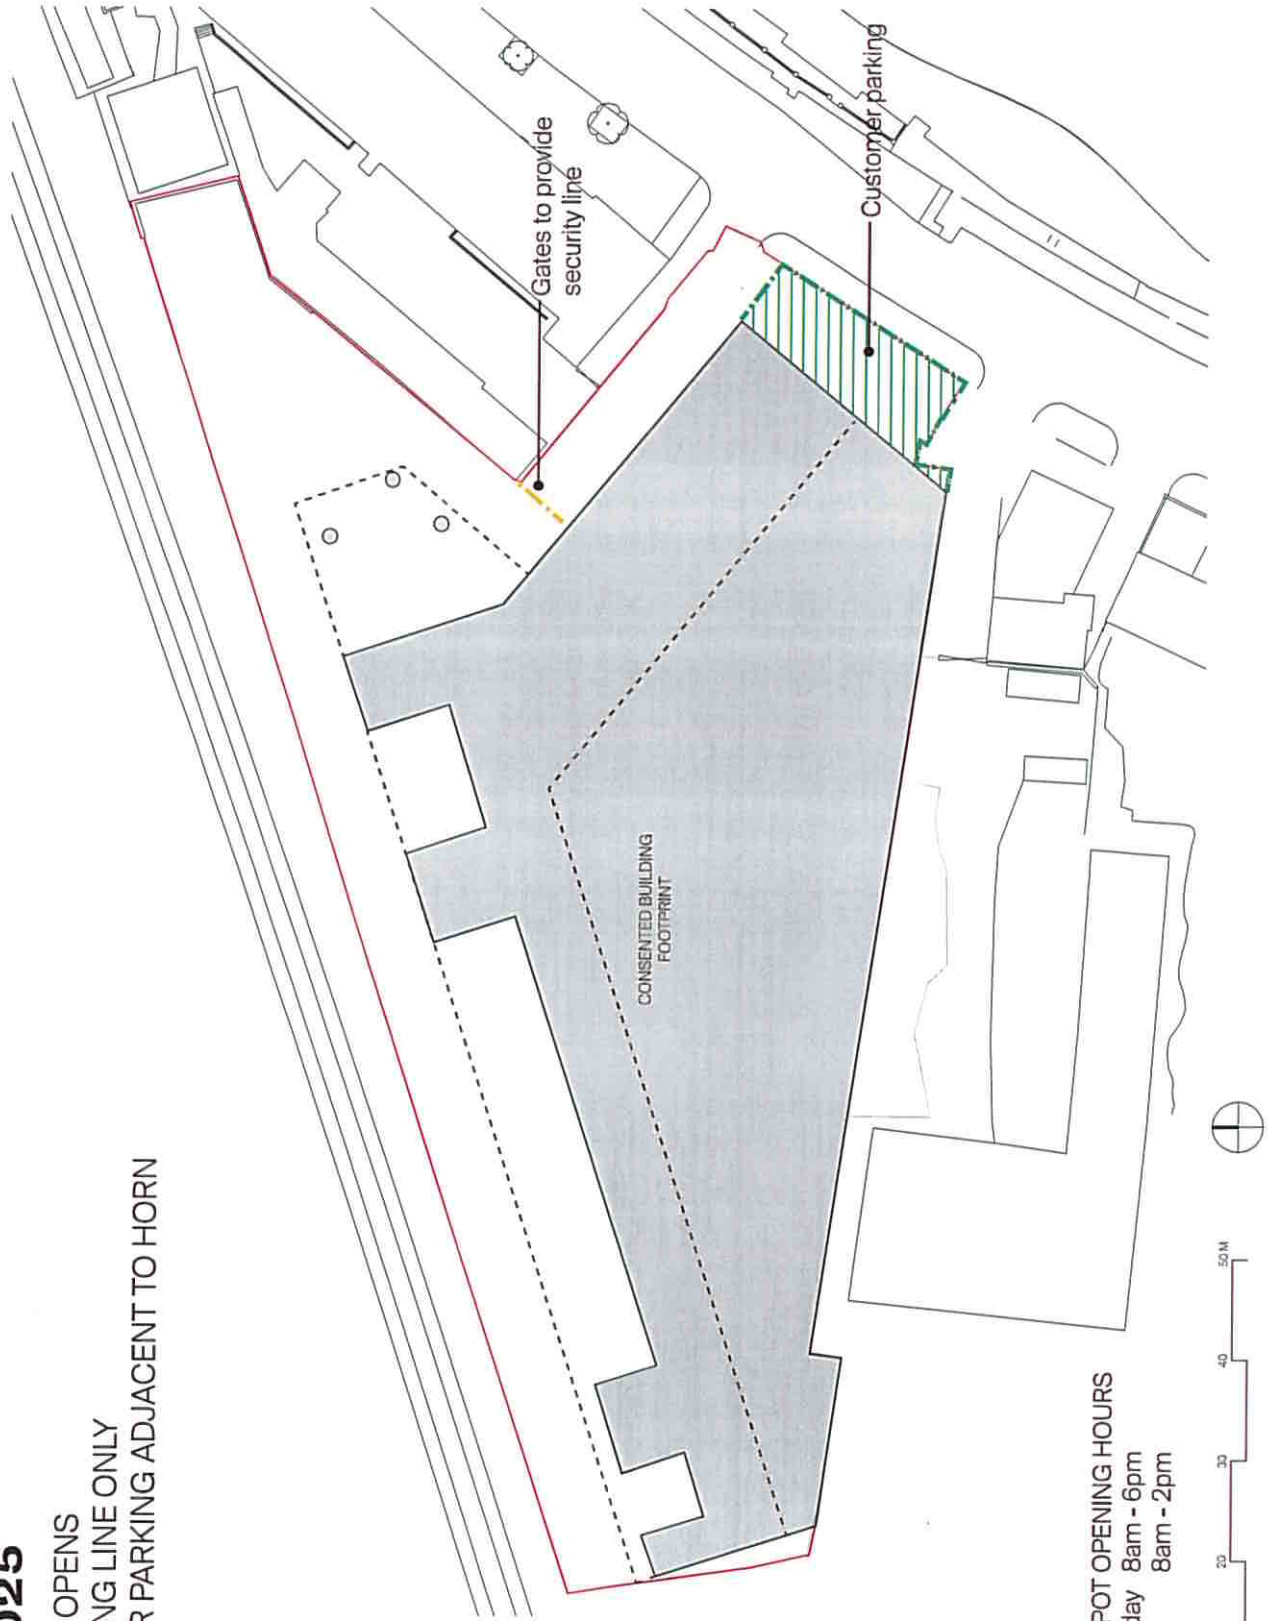 025
OPENS
NG LINE ONLY
R PARKING ADJACENT TO HORN
Gates to provide
security line
Customer parking
CONSENTED BUILDING
FOOTPRINT
POT OPENING HOURS
day 8am - 6pm
8am - 2pm
20 30 40 50 M